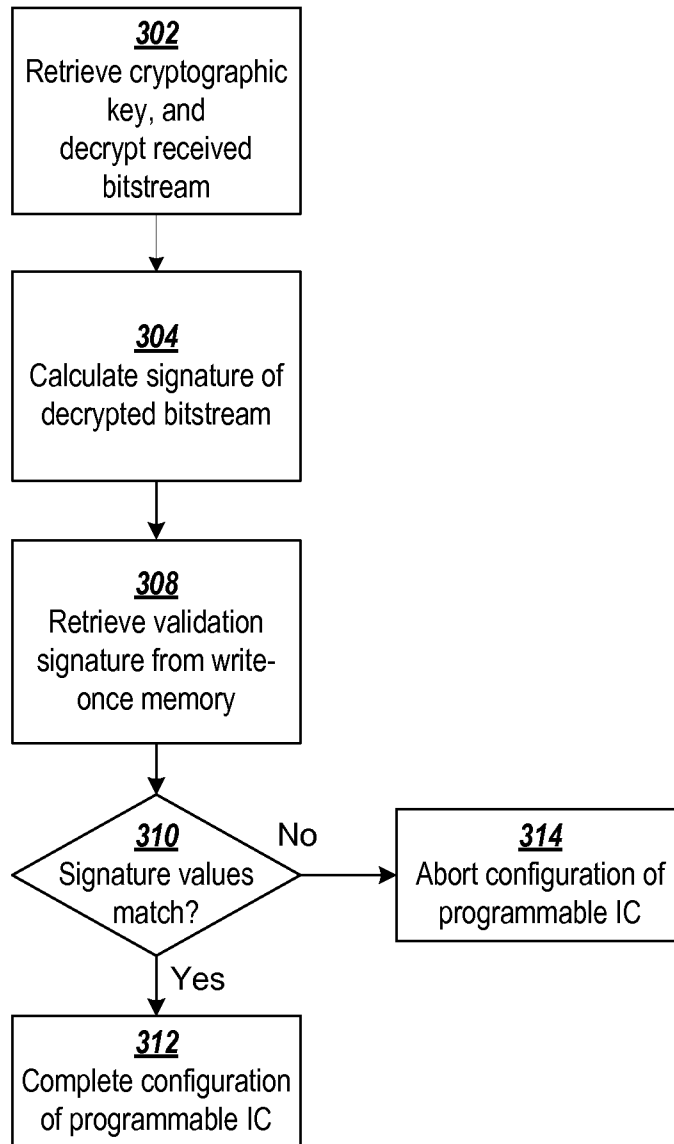 302
Retrieve cryptographic
key, and
decrypt received
bitstream
304
Calculate signature of
decrypted bitstream
308
Retrieve validation
signature from write-
once memory
310
Signature values
match?
No
314
Abort configuration of
programmable IC
Yes
312
Complete configuration
of programmable IC